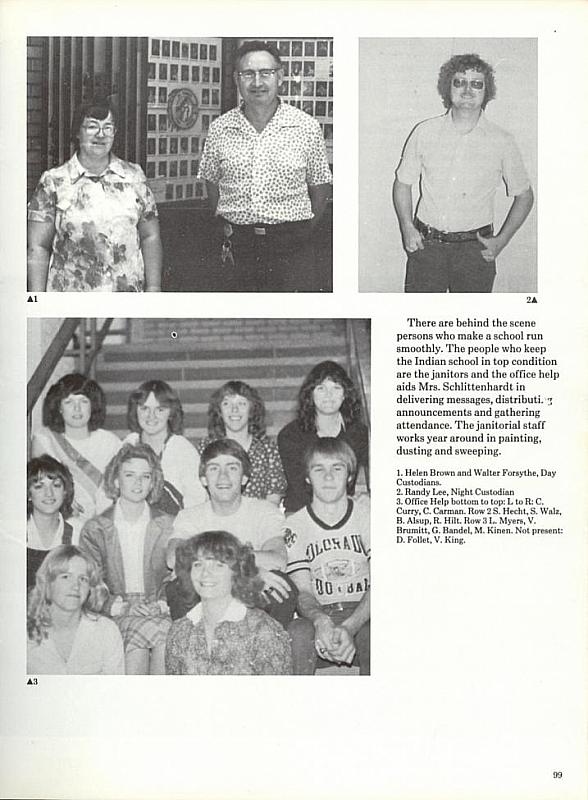 ▲1
2▲
There are behind the scene
persons who make a school run
smoothly. The people who keep
the Indian school in top condition
are the janitors and the office help
aids Mrs. Schlittenhardt in
delivering messages,
announcements and gathering
attendance. The janitorial staff
works year around in painting,
dusting and sweeping.
1. Helen Brown and Walter Forsythe, Day
Custodians.
2. Randy Lee, Night Custodian
3. Office Help bottom to top: L to R: C.
Curry, C. Carman. Row 2 S. Hecht, S. Walz,
B. Alsup, R. Hilt. Row 3 L. Myers, V.
Brumitt, G. Bandel, M. Kinen. Not present:
D. Follet, V. King.
▲3
99